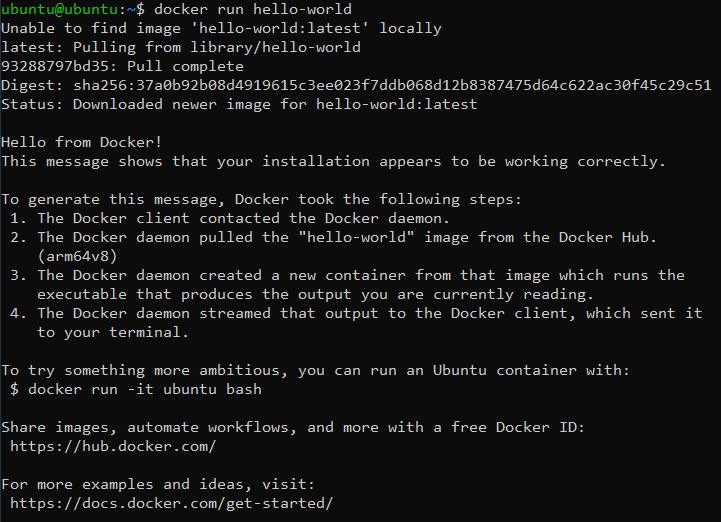 ubuntu@ubuntu:~$ docker run hello-world
Unable to find image 'hello-world:latest' locally
latest: Pulling from library/hello-world
93288797bd35: Pull complete
Digest: sha256:37a0b92b08d4919615c3ee023f7ddb068d12b8387475d64c622ac30f45c29c51
Status: Downloaded newer image for hello-world:latest

Hello from Docker!
This message shows that your installation appears to be working correctly.

To generate this message, Docker took the following steps:
 1. The Docker client contacted the Docker daemon.
 2. The Docker daemon pulled the "hello-world" image from the Docker Hub.
    (arm64v8)
 3. The Docker daemon created a new container from that image which runs the
    executable that produces the output you are currently reading.
 4. The Docker daemon streamed that output to the Docker client, which sent it
    to your terminal.

To try something more ambitious, you can run an Ubuntu container with:
 $ docker run -it ubuntu bash

Share images, automate workflows, and more with a free Docker ID:
 https://hub.docker.com/

For more examples and ideas, visit:
 https://docs.docker.com/get-started/